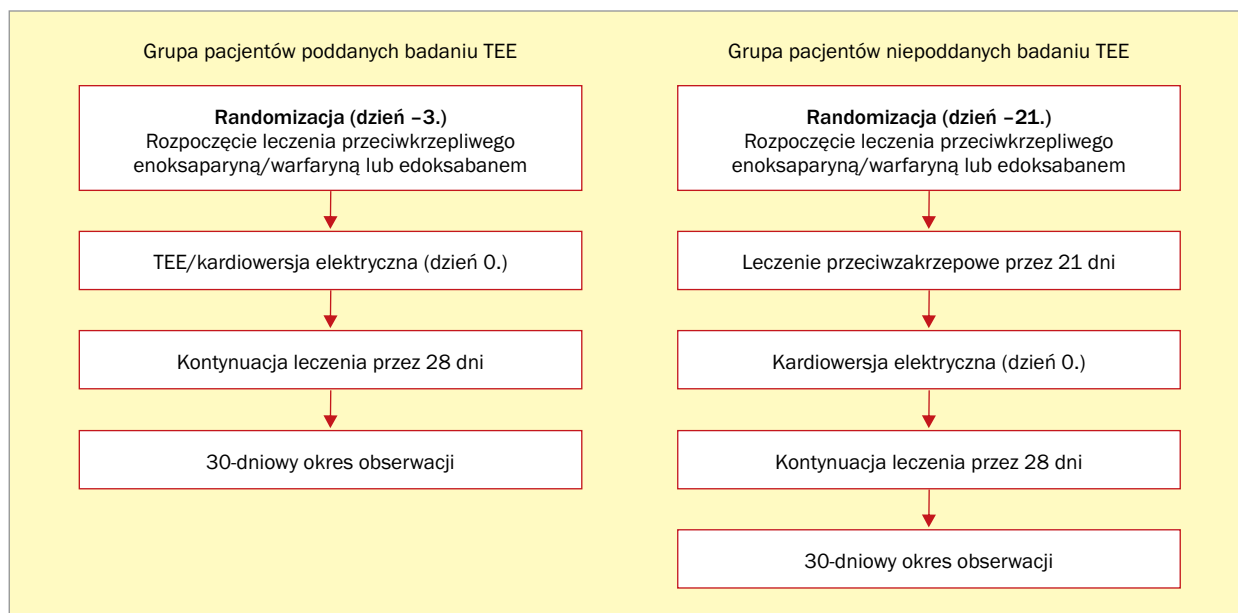 Grupa pacjentów poddanych badaniu TEE
Randomizacja (dzień –3.)
Rozpoczęcie leczenia przeciwkrzepliwego
enoksaparyną/warfaryną lub edoksabanem
TEE/kardiowersja elektryczna (dzień 0.)
Kontynuacja leczenia przez 28 dni
30-dniowy okres obserwacji
Grupa pacjentów niepoddanych badaniu TEE
Randomizacja (dzień –21.)
Rozpoczęcie leczenia przeciwkrzepliwego
enoksaparyną/warfaryną lub edoksabanem
Leczenie przeciwzakrzepowe przez 21 dni
Kardiowersja elektryczna (dzień 0.)
Kontynuacja leczenia przez 28 dni
30-dniowy okres obserwacji